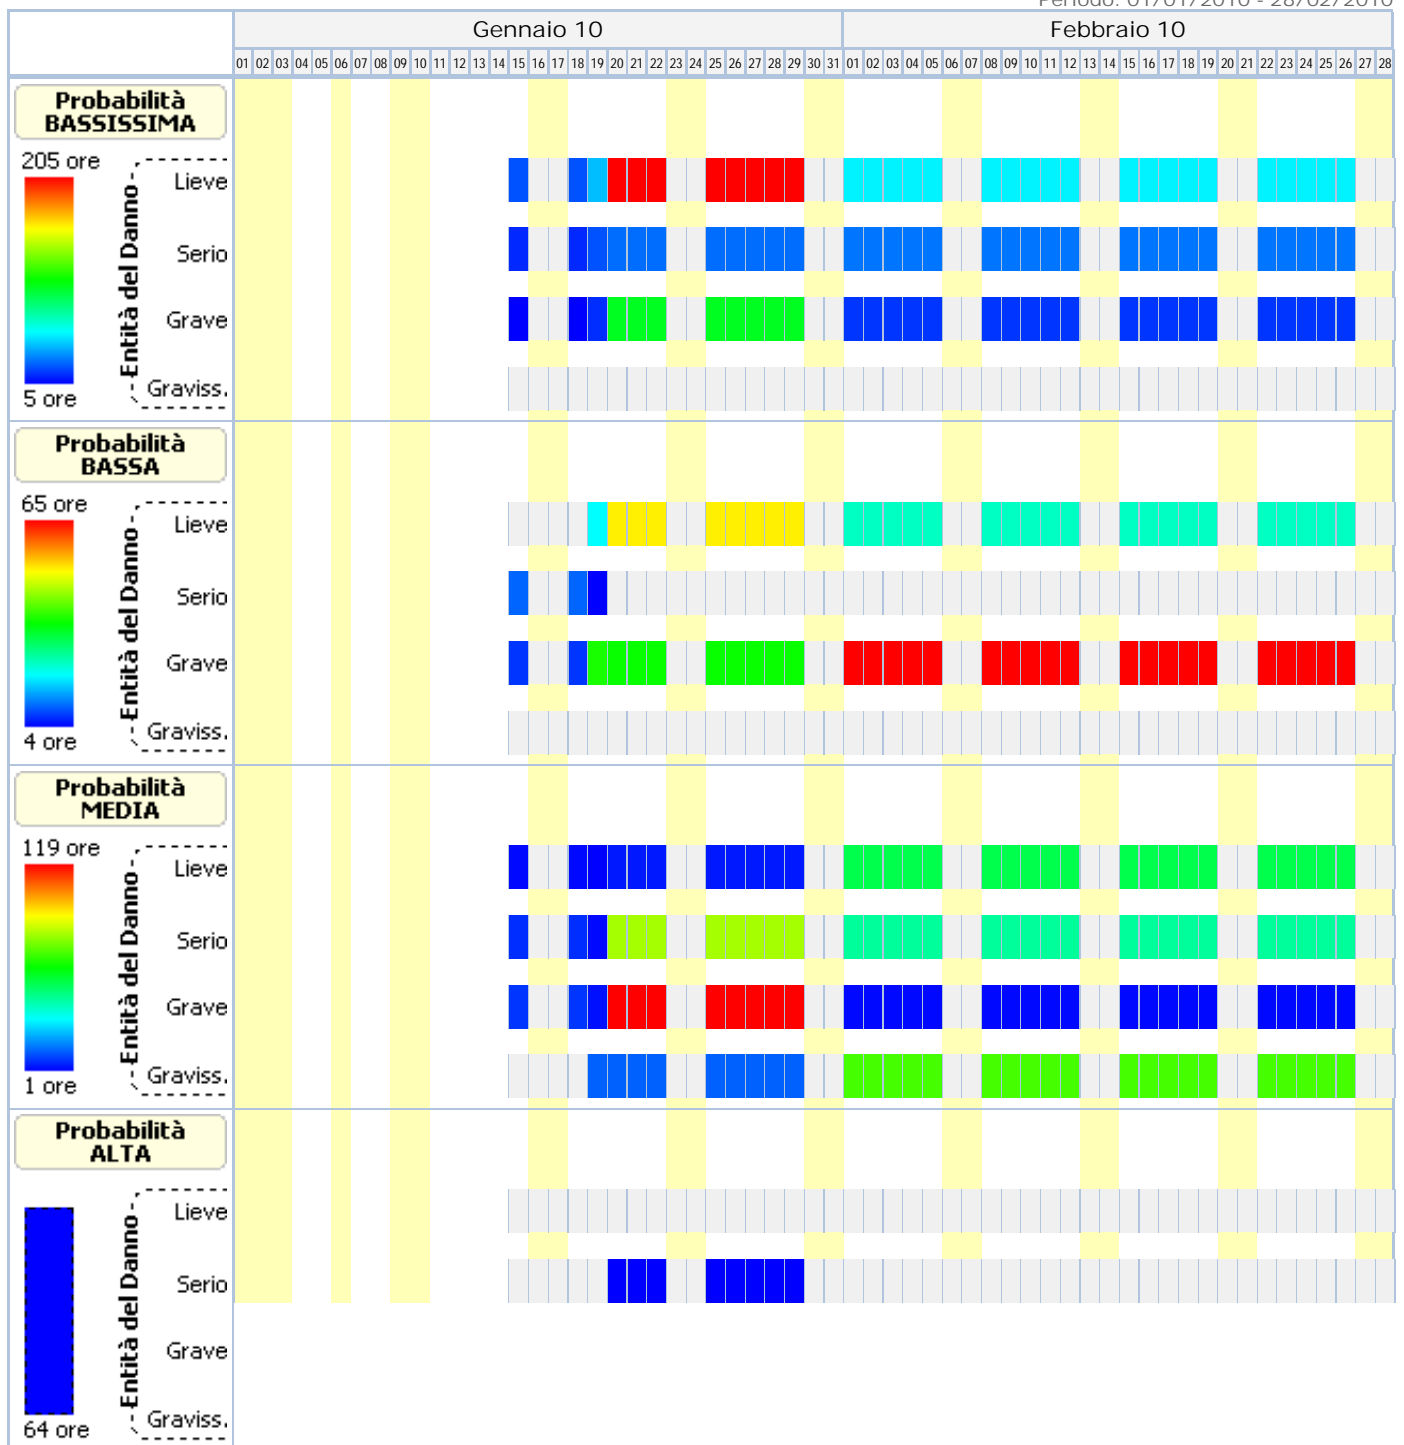 Periodo: 01/01/2010 - 28/02/2010
Gennaio 10 Febbraio 10
01 02 03 04 05 06 07 08 09 10 11 12 13 14 15 16 17 18 19 20 21 22 23 24 25 26 27 28 29 30 31 01 02 03 04 05 06 07 08 09 10 11 12 13 14 15 16 17 18 19 20 21 22 23 24 25 26 27 28
Probabilità
BASSISSIMA
205 ore
Entità del Danno
Lieve
Serio
Grave
Graviss.
5 ore
Probabilità
BASSA
65 ore
Entità del Danno
Lieve
Serio
Grave
Graviss.
4 ore
Probabilità
MEDIA
119 ore
Entità del Danno
Lieve
Serio
Grave
Graviss.
1 ore
Probabilità
ALTA
Entità del Danno
Lieve
Serio
Grave
Graviss.
64 ore